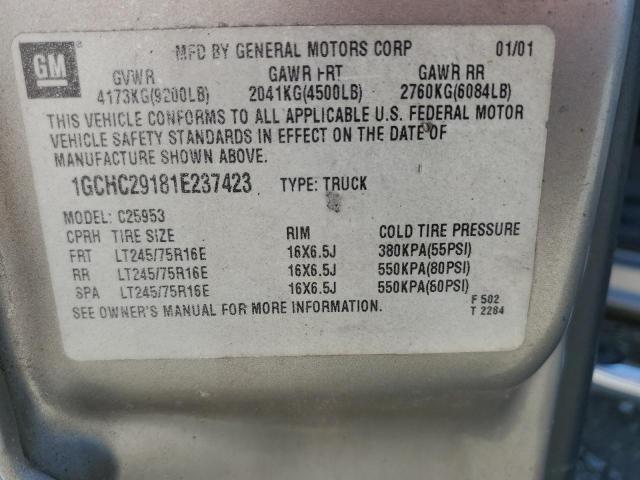 GM
MFD BY GENERAL MOTORS CORP 01/01
GVWR GAWR FRT GAWR RR
4173KG(9200LB) 2041KG(4500LB) 2760KG(6084LB)
THIS VEHICLE CONFORMS TO ALL APPLICABLE U.S. FEDERAL MOTOR
VEHICLE SAFETY STANDARDS IN EFFECT ON THE DATE OF
MANUFACTURE SHOWN ABOVE.
1GCHC29181E237423 TYPE: TRUCK
MODEL: C25953
CPRH TIRE SIZE RIM COLD TIRE PRESSURE
FRT LT245/75R16E 16X6.5J 380KPA(55PSI)
RR LT245/75R16E 16X6.5J 550KPA(80PSI)
SPA LT245/75R16E 16X6.5J 550KPA(60PSI)
SEE OWNER'S MANUAL FOR MORE INFORMATION.
F 502
T 2284